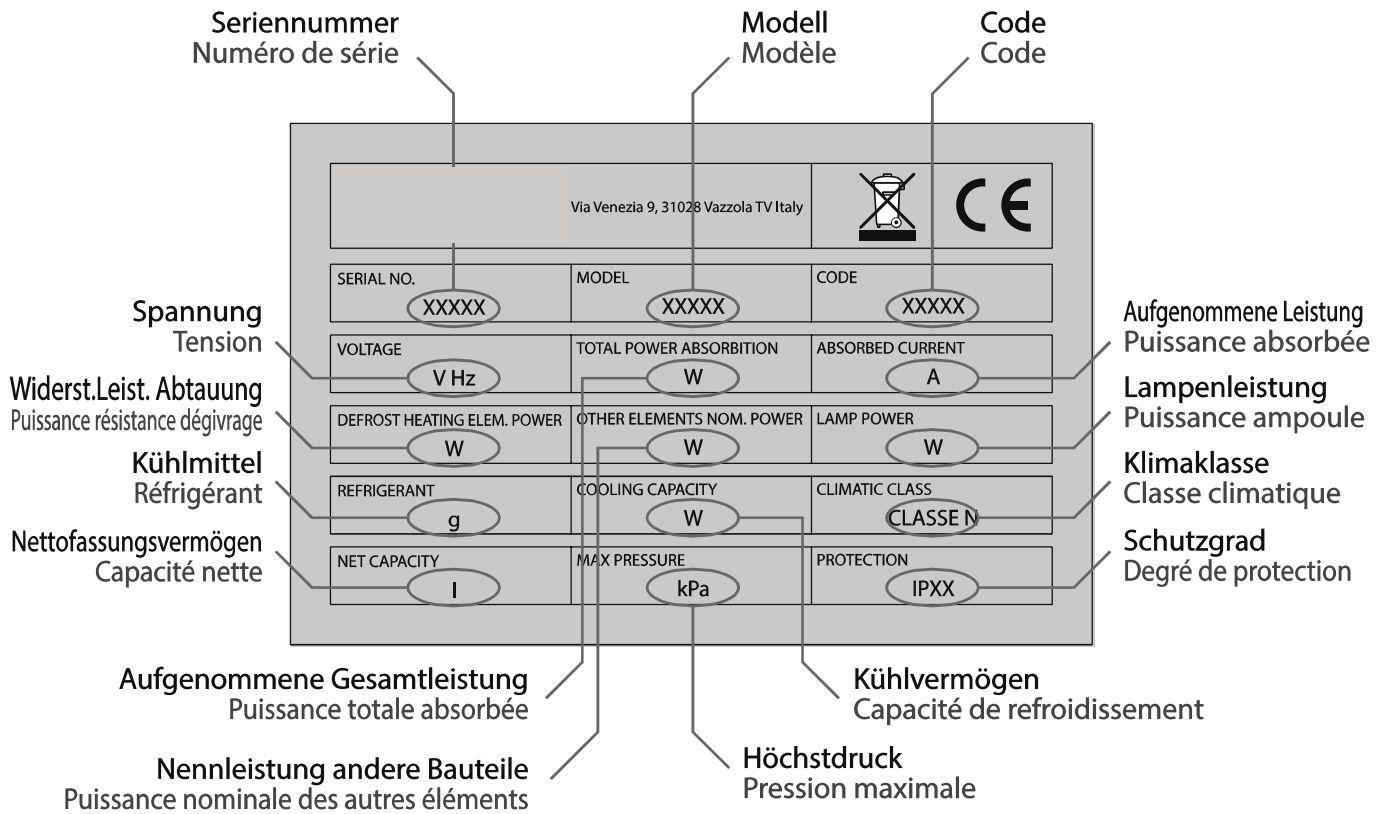 Seriennummer
Numéro de série
Modell
Modèle
Code
Code
Via Venezia 9, 31028 Vazzola TV Italy
CE
SERIAL NO.
XXXXX
MODEL
XXXXX
CODE
XXXXX
Spannung
Tension
VOLTAGE
V Hz
TOTAL POWER ABSORBITION
W
ABSORBED CURRENT
A
Aufgenommene Leistung
Puissance absorbée
Widerst.Leist. Abtauung
Puissance résistance dégivrage
DEFROST HEATING ELEM. POWER
W
OTHER ELEMENTS NOM. POWER
W
LAMP POWER
W
Lampenleistung
Puissance ampoule
Kühlmittel
Réfrigérant
REFRIGERANT
g
COOLING CAPACITY
W
CLIMATIC CLASS
CLASSE N
Klimaklasse
Classe climatique
Nettofassungsvermögen
Capacité nette
NET CAPACITY
l
MAX PRESSURE
kPa
PROTECTION
IPXX
Schutzgrad
Degré de protection
Aufgenommene Gesamtleistung
Puissance totale absorbée
Kühlvermögen
Capacité de refroidissement
Nennleistung andere Bauteile
Puissance nominale des autres éléments
Höchstdruck
Pression maximale